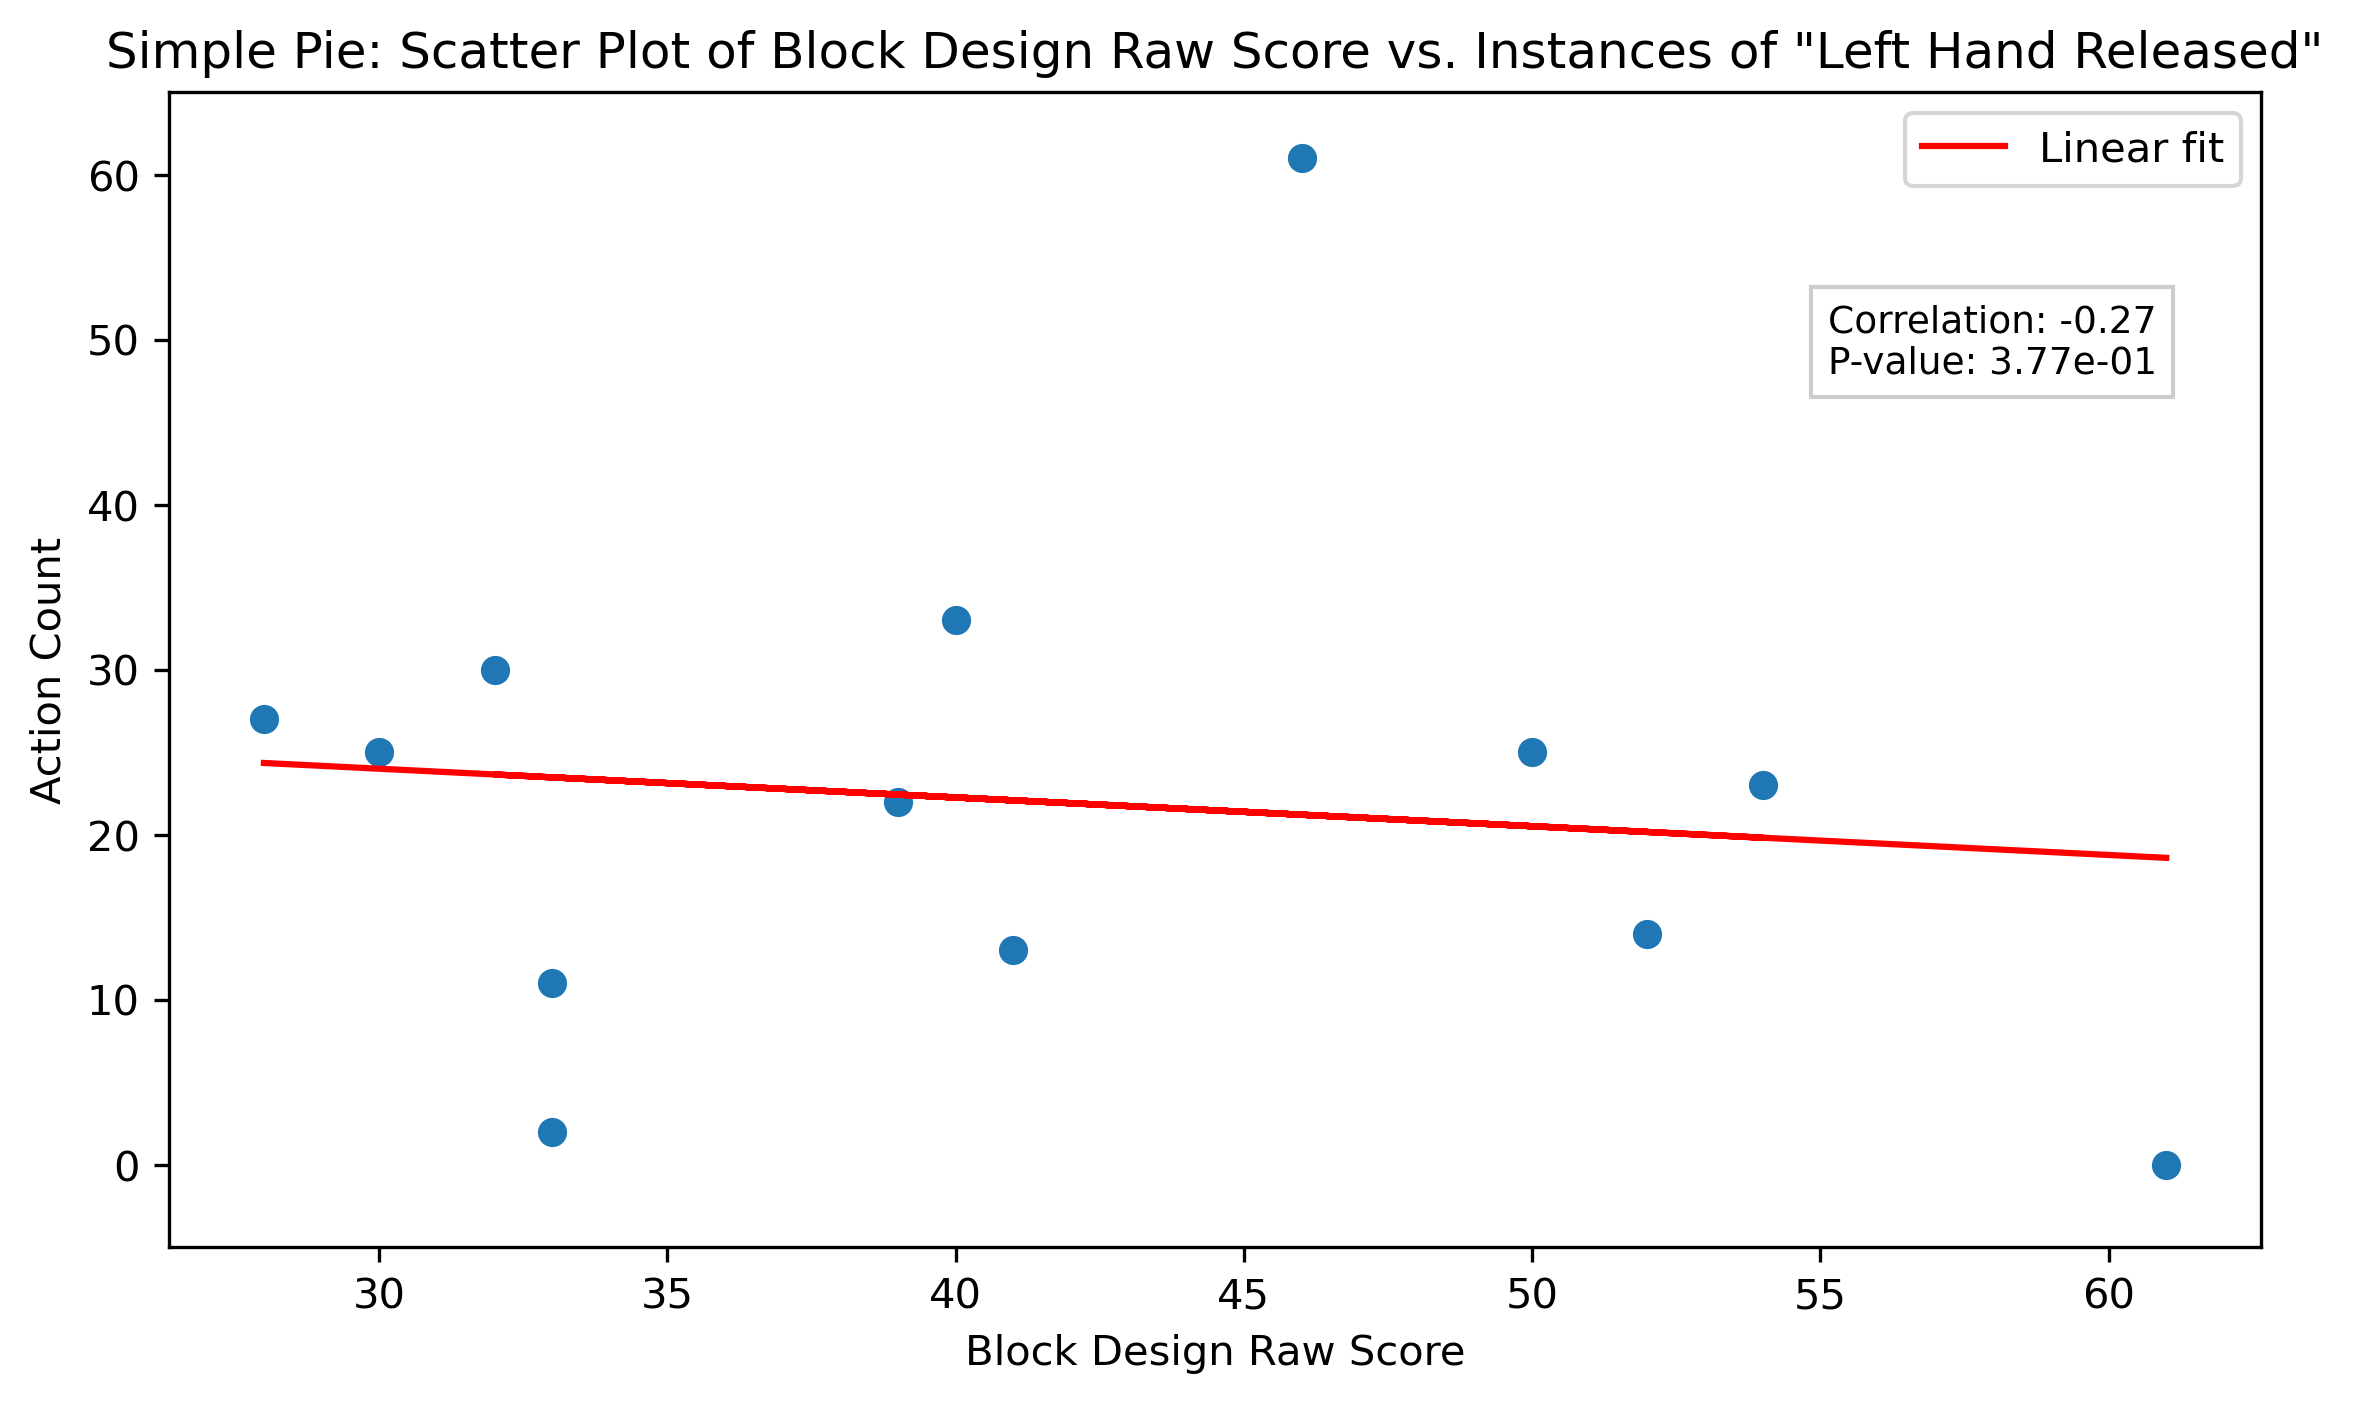 Simple Pie: Scatter Plot of Block Design Raw Score vs. Instances of "Left Hand Released"
Linear fit
Correlation: -0.27
P-value: 3.77e-01
Action Count
60
50
40
30
20
10
0
30 35 40 45 50 55 60
Block Design Raw Score